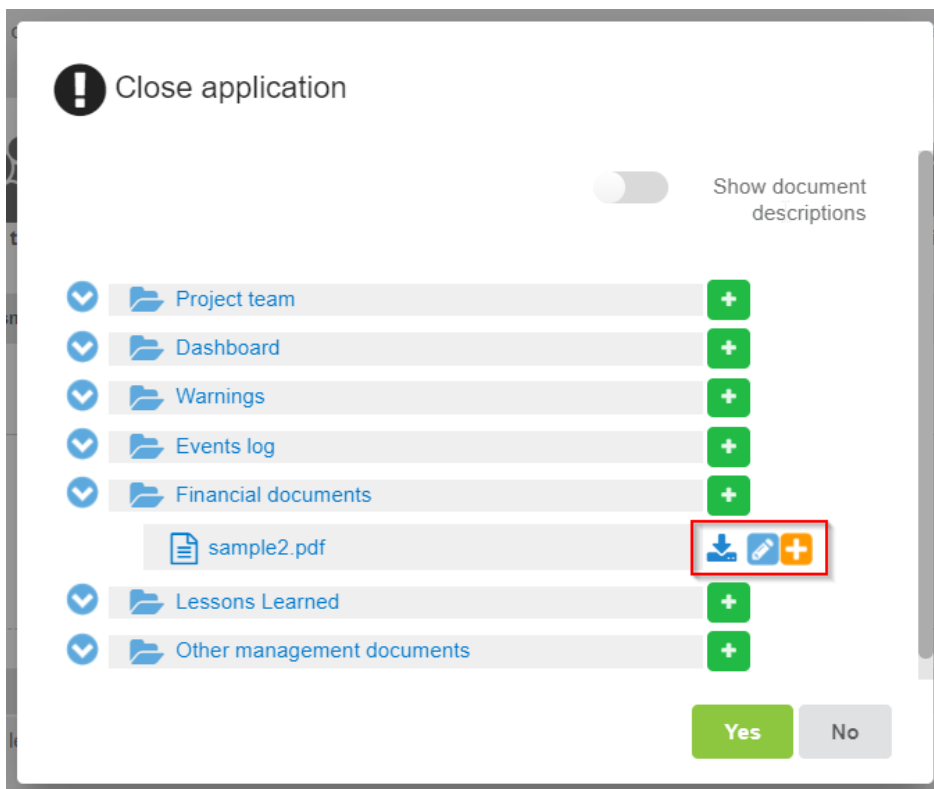 Close application
Show document
descriptions
Project team
Dashboard
Warnings
Events log
Financial documents
sample2.pdf
Lessons Learned
Other management documents
Yes No